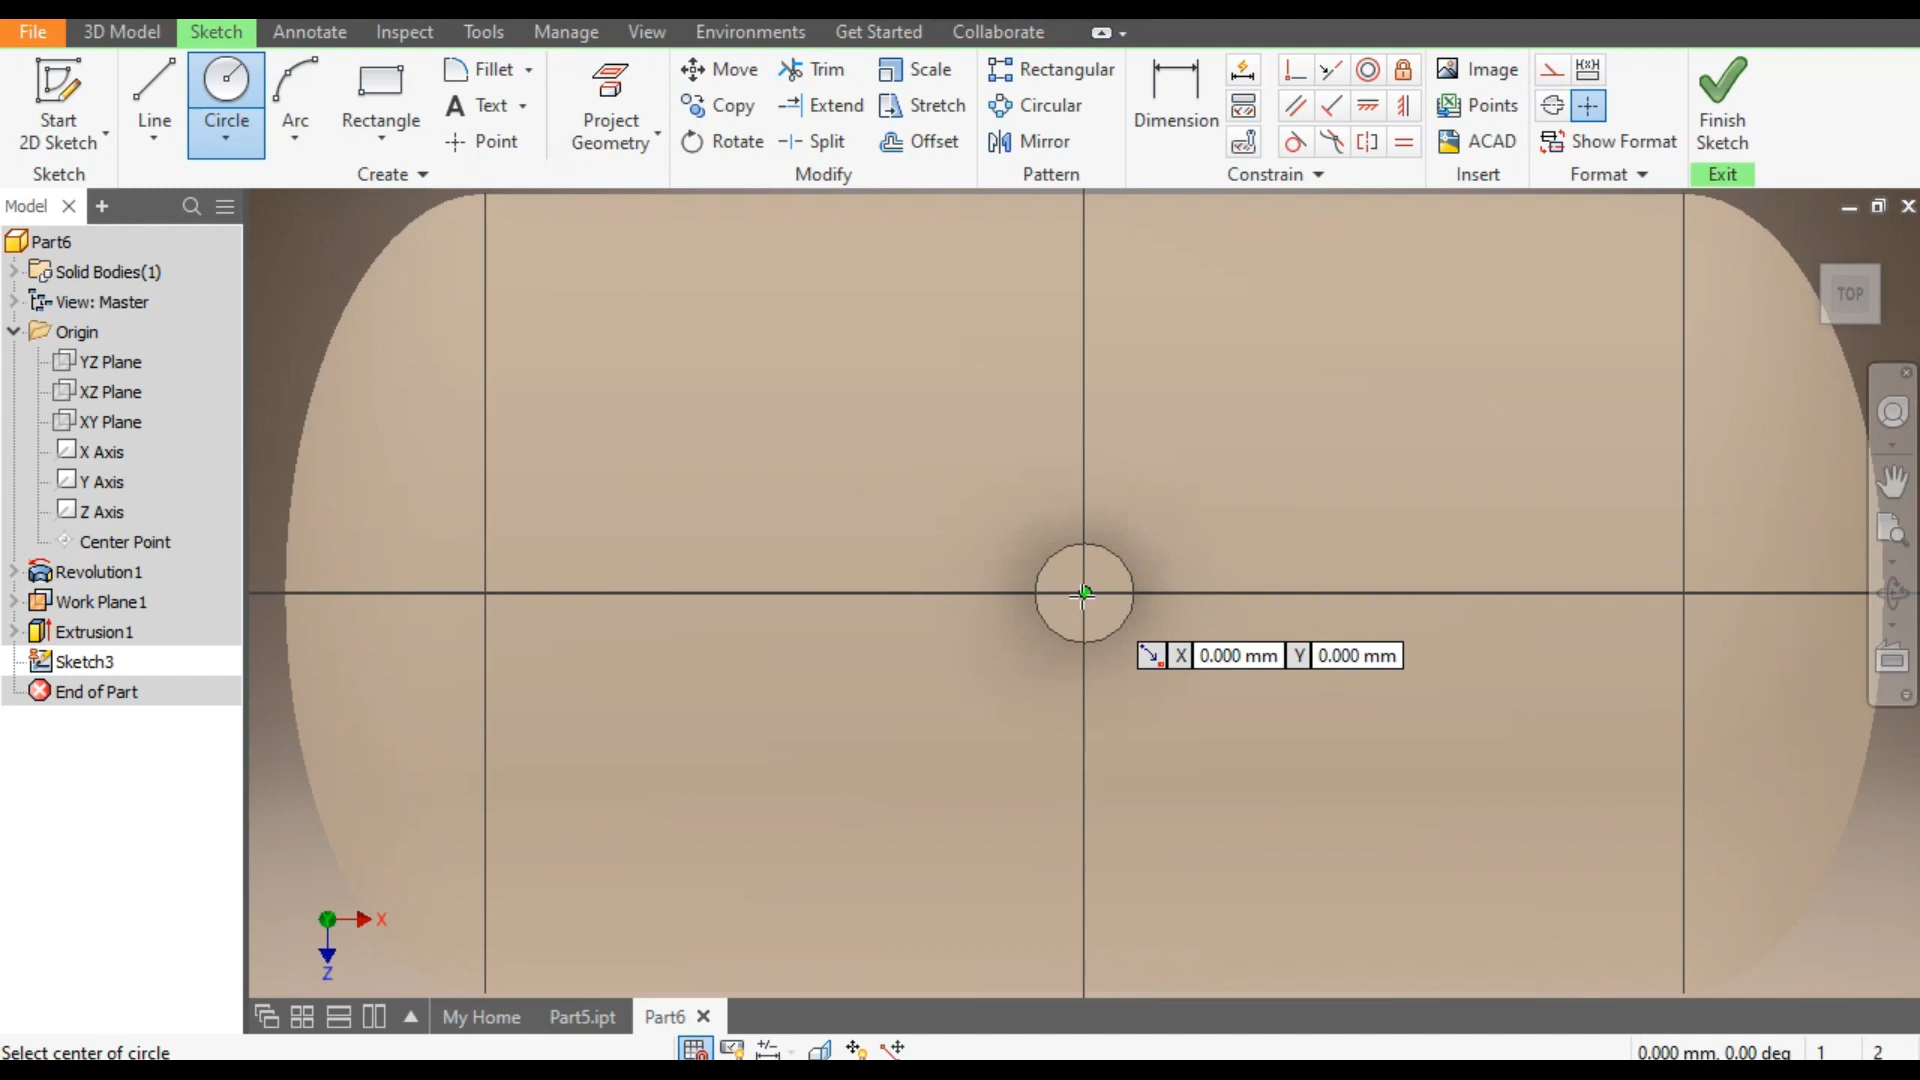 File 3D Model Sketch Annotate Inspect Tools Manage View Environments Get Started Collaborate
Start 2D Sketch
Line
Circle
Arc
Rectangle
Fillet
Text
Point
Project Geometry
Move
Copy
Rotate
Trim
Extend
Split
Scale
Stretch
Offset
Rectangular
Circular
Mirror
Dimension
Image
Points
ACAD
Show Format
Finish Sketch
Sketch
Create
Modify
Pattern
Constrain
Insert
Format
Exit
Model
Part6
Solid Bodies(1)
View: Master
Origin
YZ Plane
XZ Plane
XY Plane
X Axis
Y Axis
Z Axis
Center Point
Revolution1
Work Plane1
Extrusion1
Sketch3
End of Part
TOP
X 0.000 mm Y 0.000 mm
X
Z
My Home Part5.ipt Part6
Select center of circle
0.000 mm, 0.00 deg 1 2